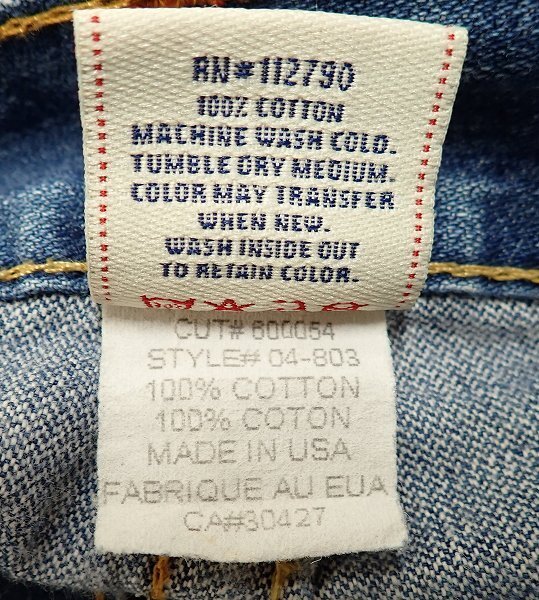 RN#112790
100% COTTON
MACHINE WASH COLD.
TUMBLE DRY MEDIUM.
COLOR MAY TRANSFER
WHEN NEW.
WASH INSIDE OUT
TO RETAIN COLOR.
CUT# 600054
STYLE# 04-803
100% COTTON
100% COTON
MADE IN USA
FABRIQUE AU EUA
CA#30427